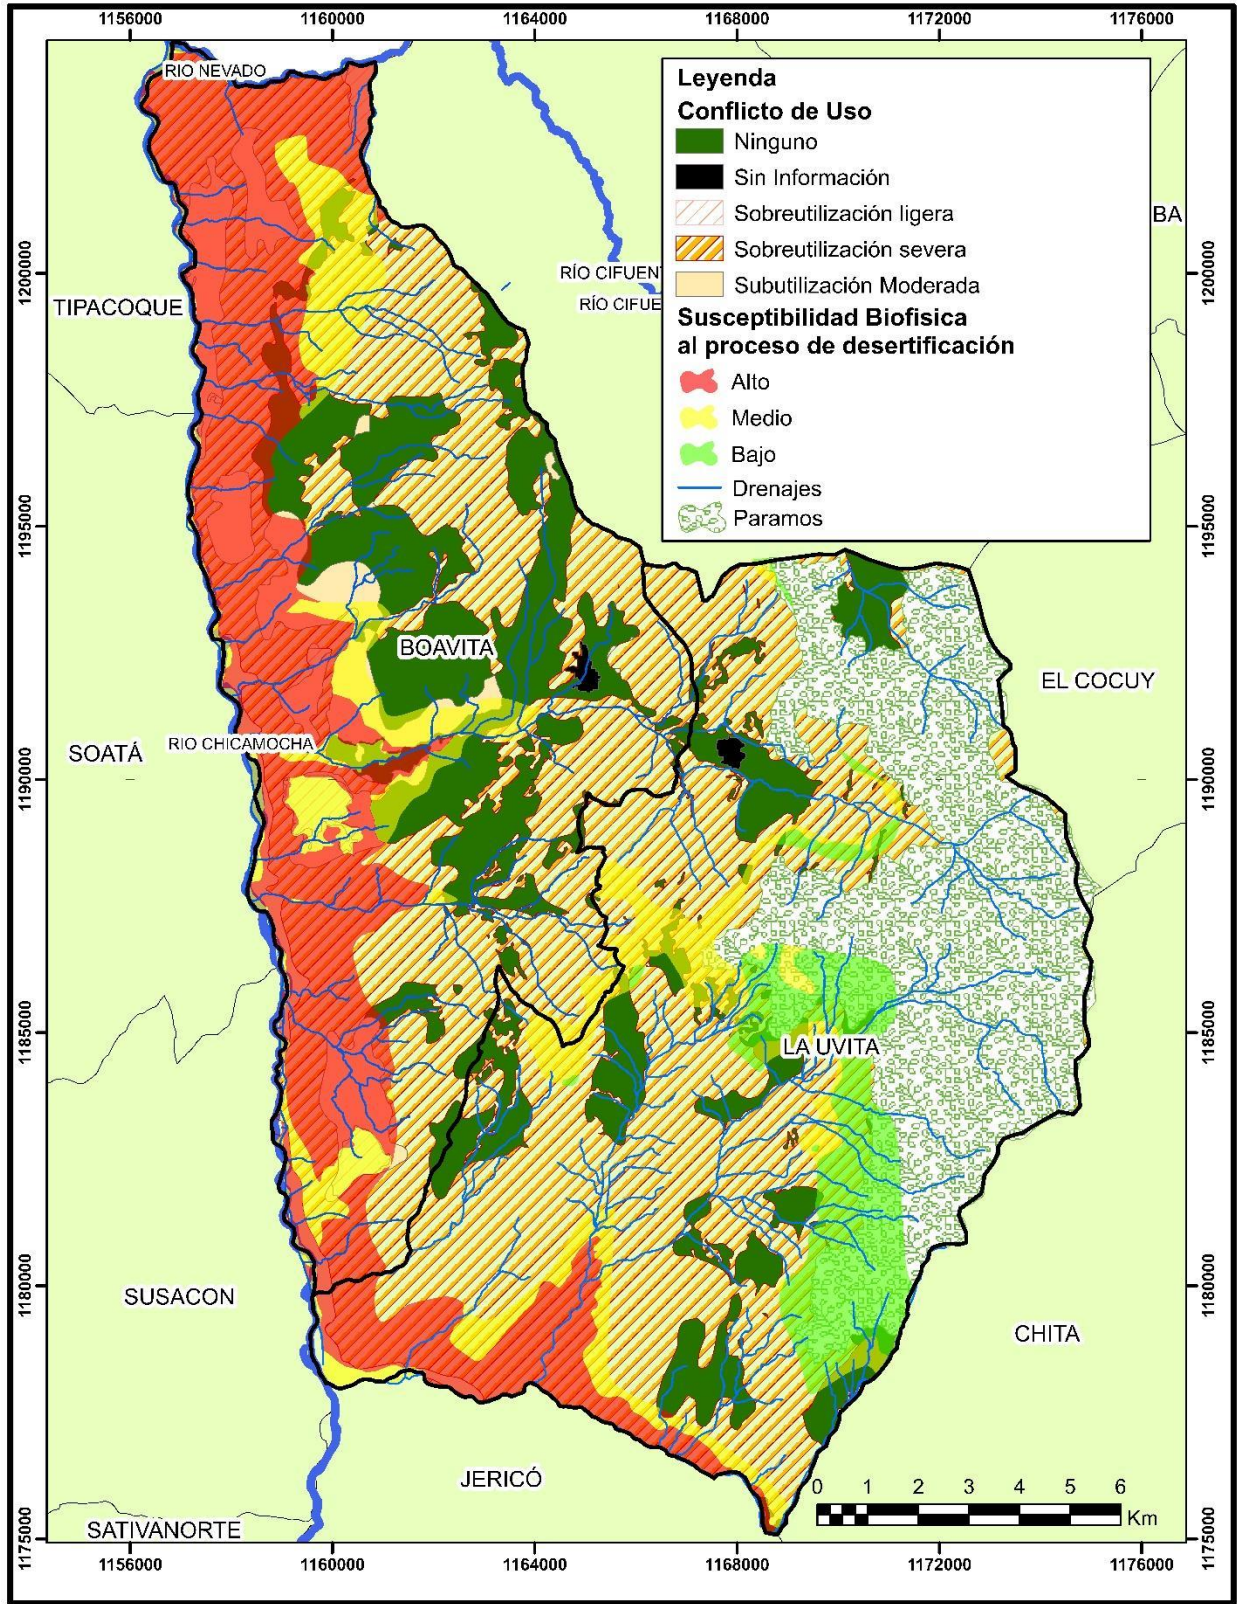 1156000 1160000 1164000 1168000 1172000 1176000
RIO NEVADO
Leyenda
Conflicto de Uso
Ninguno
Sin Información
Sobreutilización ligera
Sobreutilización severa
Subutilización Moderada
Susceptibilidad Biofisica
al proceso de desertificación
Alto
Medio
Bajo
Drenajes
Paramos
BA
1200000 1200000
RÍO CIFUENT
RÍO CIFUE
TIPACOQUE
1195000 1195000
BOAVITA
EL COCUY
RIO CHICAMOCHA
SOATÁ
1190000 1190000
1185000 1185000
LA UVITA
1180000 1180000
SUSACON
CHITA
JERICÓ
0 1 2 3 4 5 6
Km
SATIVANORTE
1175000 1175000
1156000 1160000 1164000 1168000 1172000 1176000